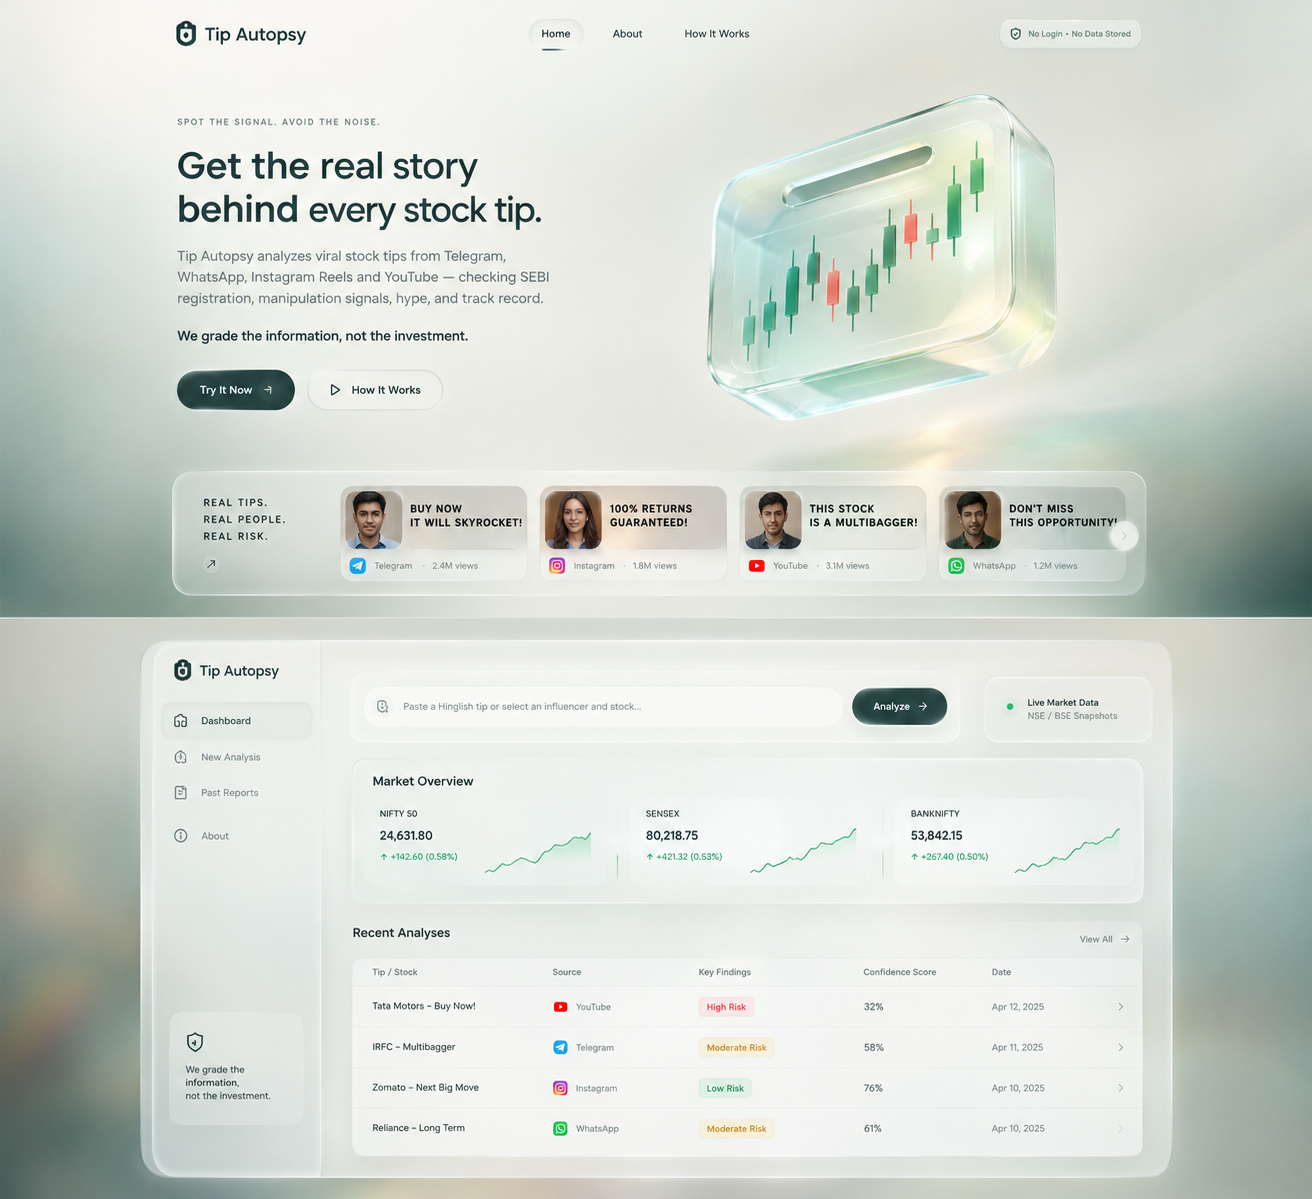 Tip Autopsy
Home
About
How It Works
No Login • No Data Stored
SPOT THE SIGNAL. AVOID THE NOISE.
Get the real story
behind every stock tip.
Tip Autopsy analyzes viral stock tips from Telegram,
WhatsApp, Instagram Reels and YouTube — checking SEBI
registration, manipulation signals, hype, and track record.
We grade the information, not the investment.
Try It Now
How It Works
REAL TIPS.
REAL PEOPLE.
REAL RISK.
BUY NOW
IT WILL SKYROCKET!
Telegram · 2.4M views
100% RETURNS
GUARANTEED!
Instagram · 1.8M views
THIS STOCK
IS A MULTIBAGGER!
YouTube · 3.1M views
DON'T MISS
THIS OPPORTUNITY!
WhatsApp · 1.2M views
Tip Autopsy
Dashboard
New Analysis
Past Reports
About
We grade the
information,
not the investment.
Paste a Hinglish tip or select an influencer and stock...
Analyze
Live Market Data
NSE / BSE Snapshots
Market Overview
NIFTY 50
24,631.80
↑ +142.60 (0.58%)
SENSEX
80,218.75
↑ +421.32 (0.53%)
BANKNIFTY
53,842.15
↑ +267.40 (0.50%)
Recent Analyses
View All
Tip / Stock Source Key Findings Confidence Score Date
Tata Motors – Buy Now! YouTube High Risk 32% Apr 12, 2025
IRFC – Multibagger Telegram Moderate Risk 58% Apr 11, 2025
Zomato – Next Big Move Instagram Low Risk 76% Apr 10, 2025
Reliance – Long Term WhatsApp Moderate Risk 61% Apr 10, 2025